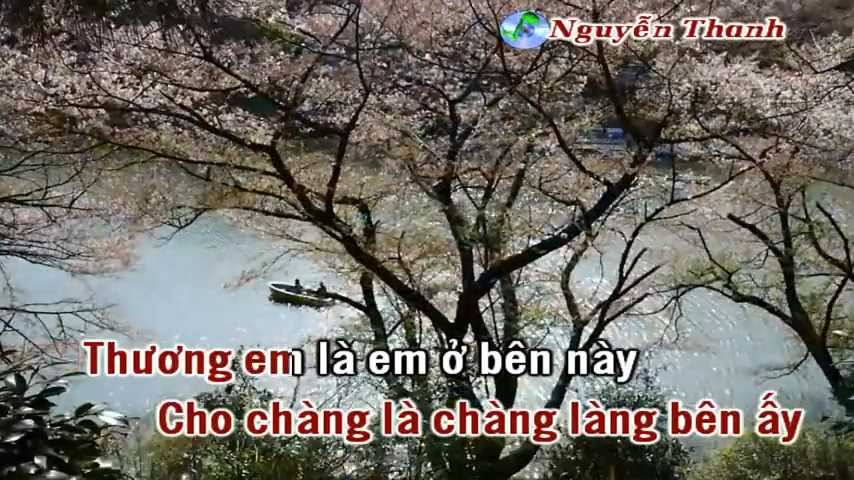 Nguyễn Thanh
Thương em là em ở bên này
Cho chàng là chàng làng bên ấy